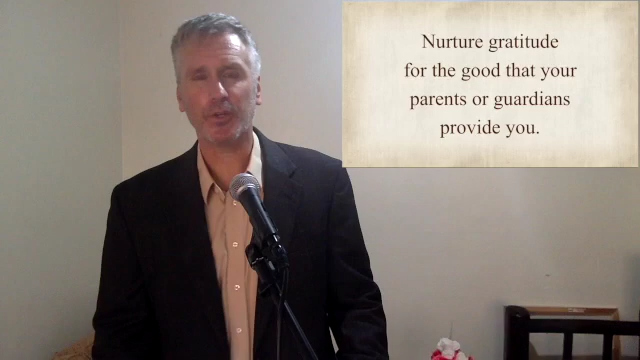 Nurture gratitude
for the good that your
parents or guardians
provide you.